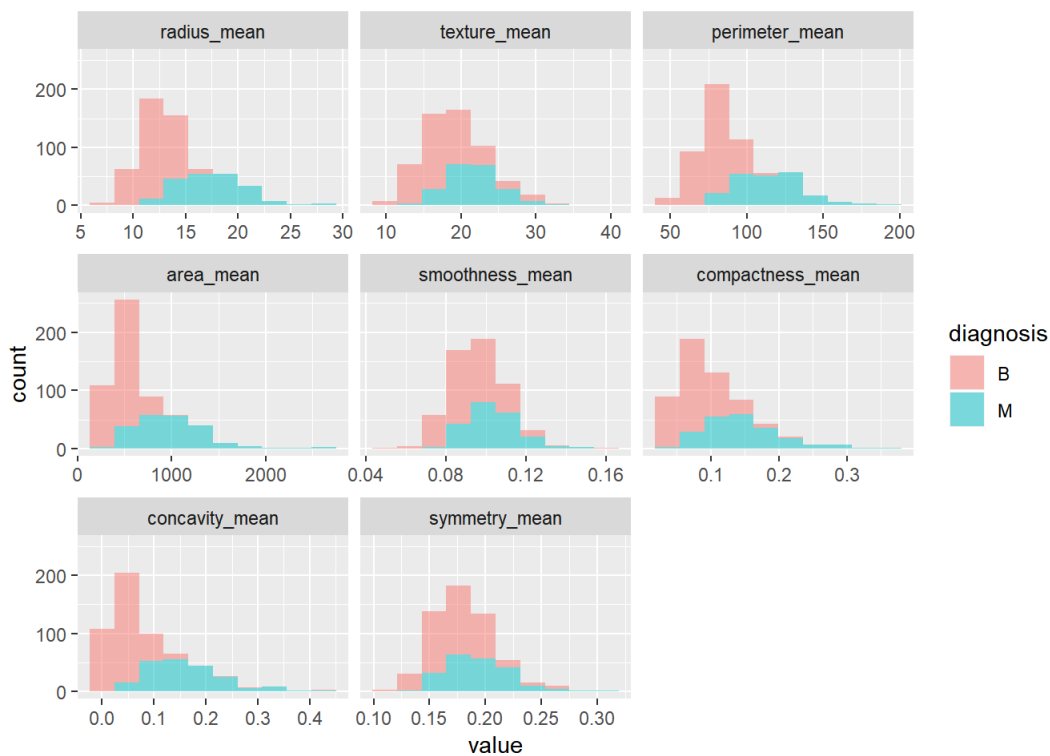 radius_mean texture_mean perimeter_mean
200
100
0
5 10 15 20 25 30 10 20 30 40 50 100 150 200
area_mean smoothness_mean compactness_mean
200
100
0
0 1000 2000 0.04 0.08 0.12 0.16 0.1 0.2 0.3
concavity_mean symmetry_mean
200
100
0
0.0 0.1 0.2 0.3 0.4 0.10 0.15 0.20 0.25 0.30
count
value
diagnosis
B
M